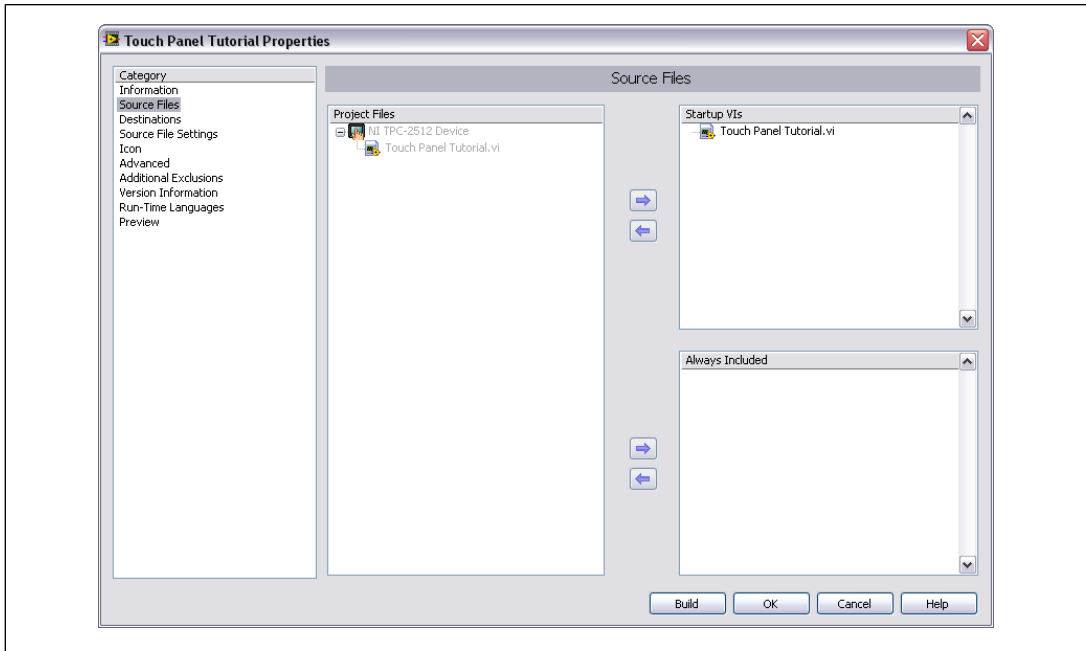 Touch Panel Tutorial Properties
Category
Information
Source Files
Destinations
Source File Settings
Icon
Advanced
Additional Exclusions
Version Information
Run-Time Languages
Preview
Source Files
Project Files
NI TPC-2512 Device
Touch Panel Tutorial.vi
Startup VIs
Touch Panel Tutorial.vi
Always Included
Build
OK
Cancel
Help